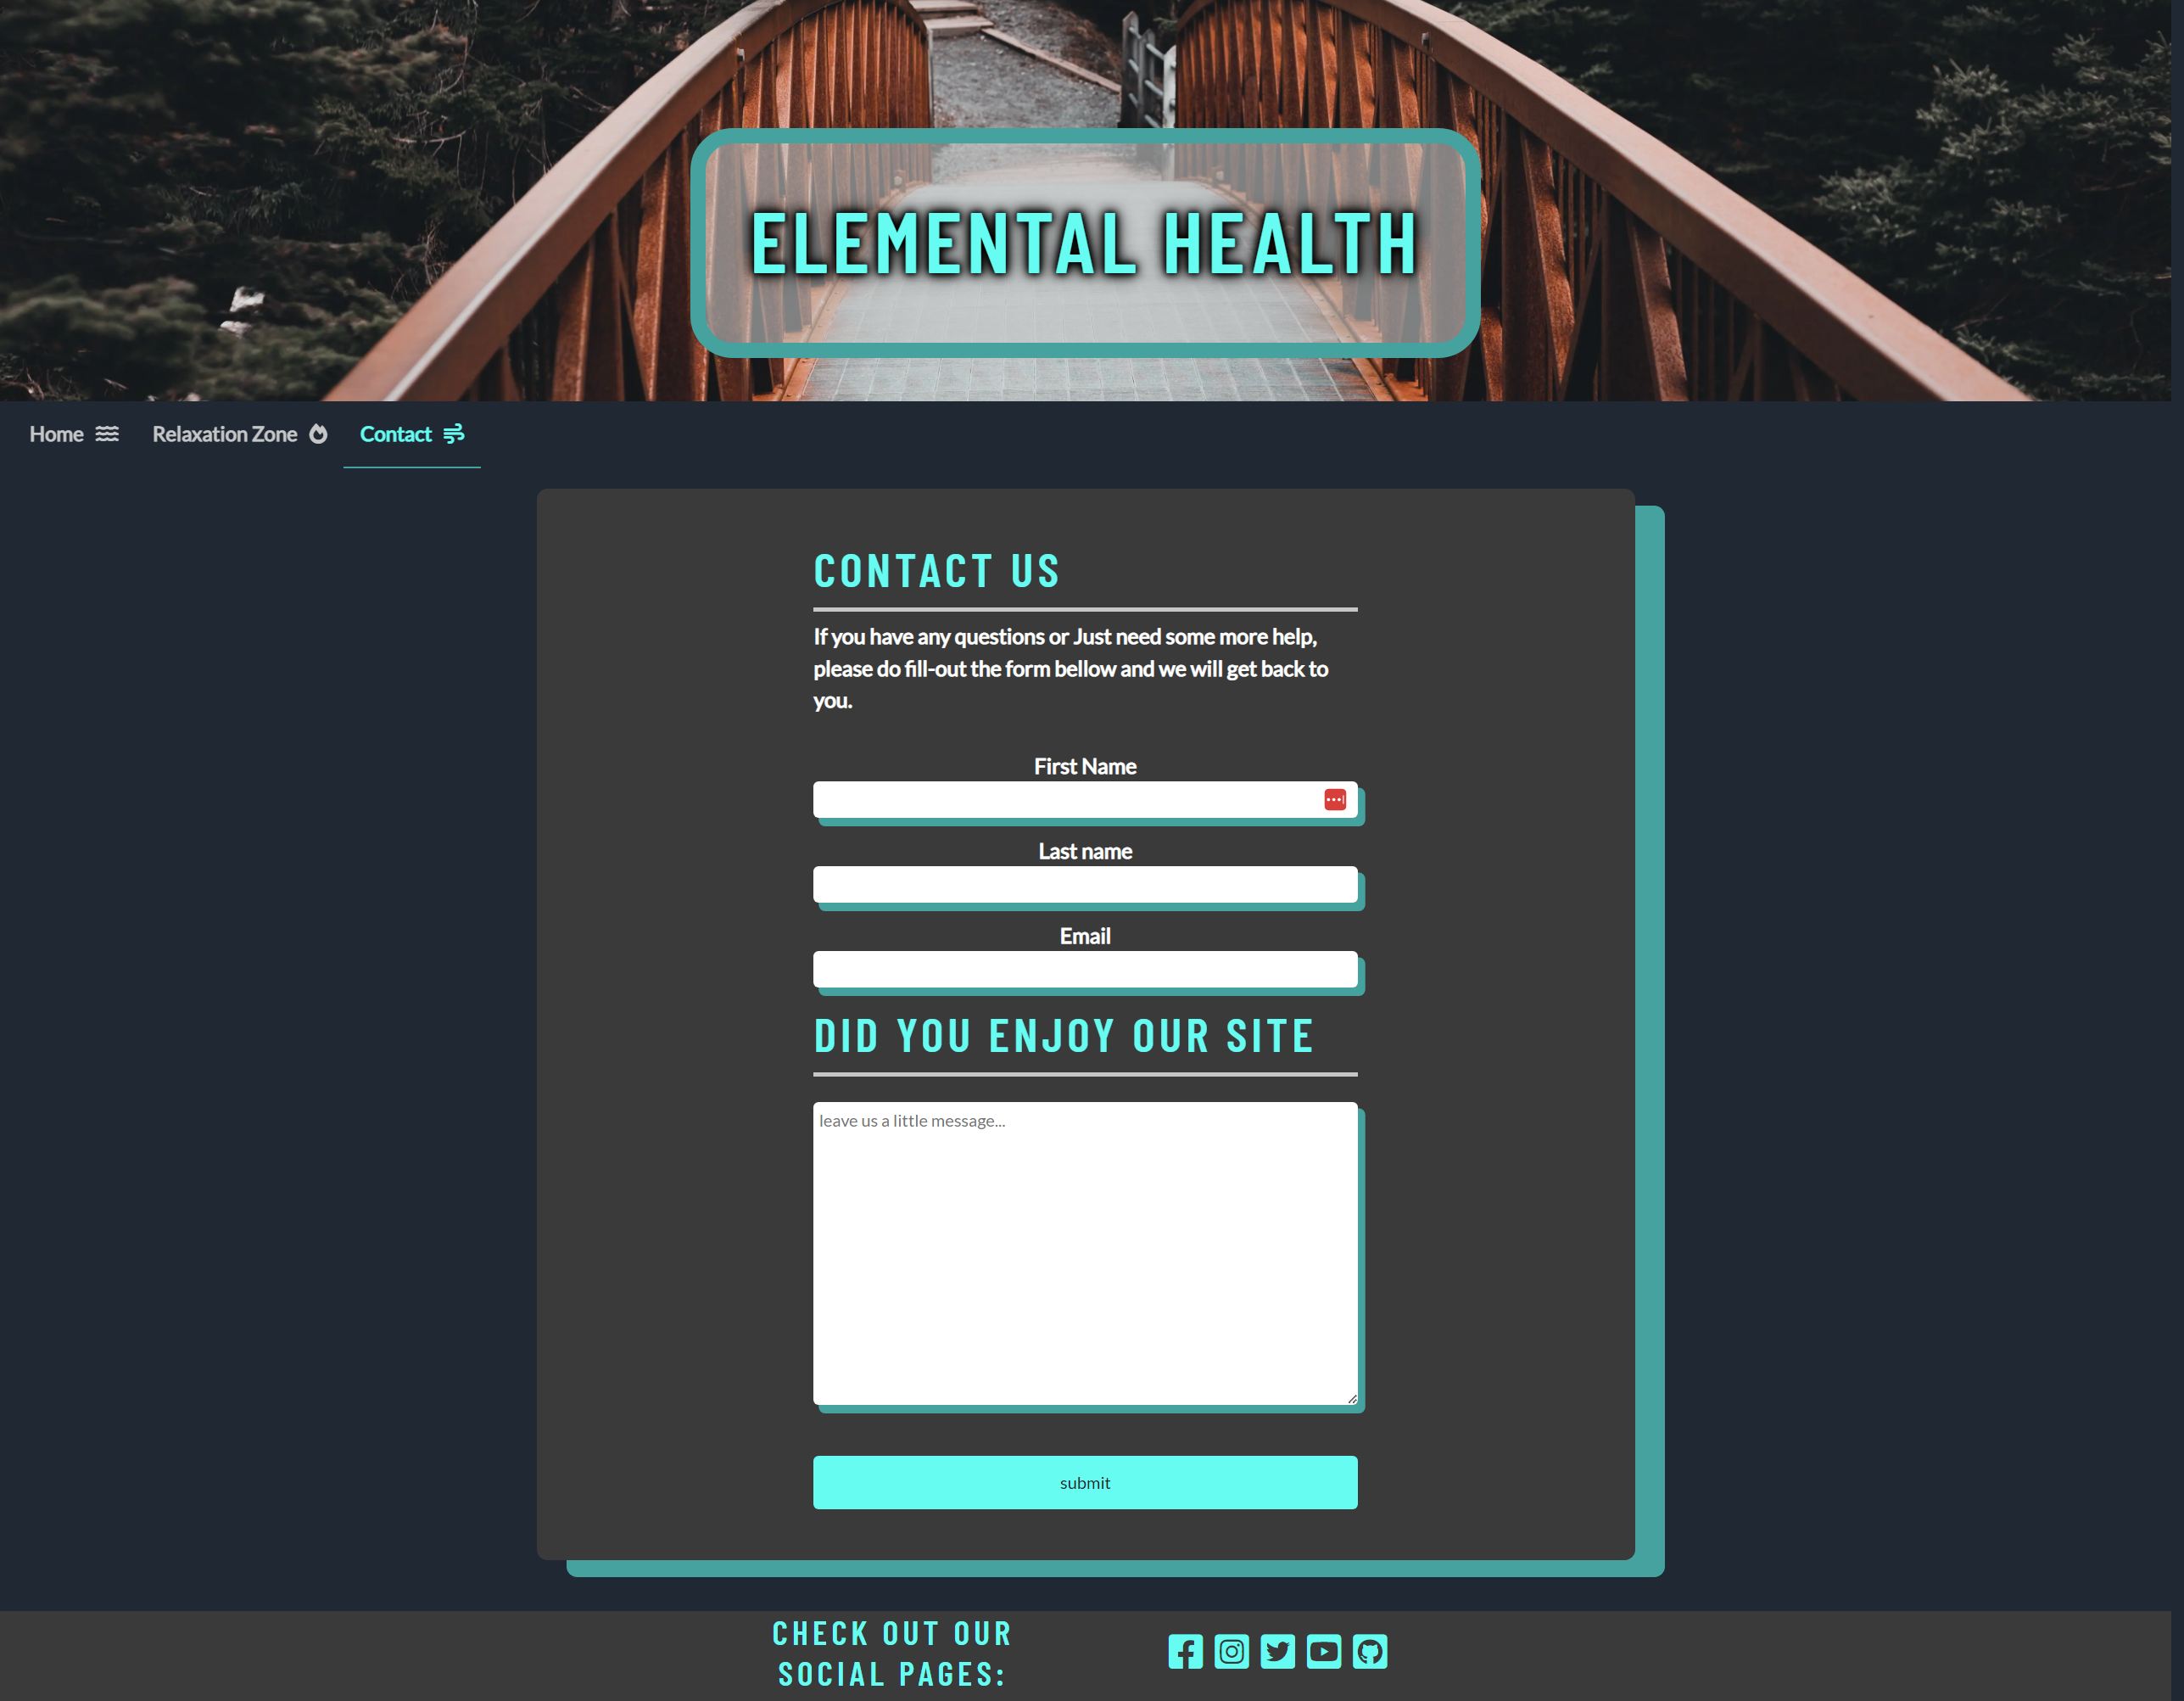 ELEMENTAL HEALTH
Home
Relaxation Zone
Contact
CONTACT US
If you have any questions or Just need some more help,
please do fill-out the form bellow and we will get back to
you.
First Name
Last name
Email
DID YOU ENJOY OUR SITE
leave us a little message...
submit
CHECK OUT OUR
SOCIAL PAGES: